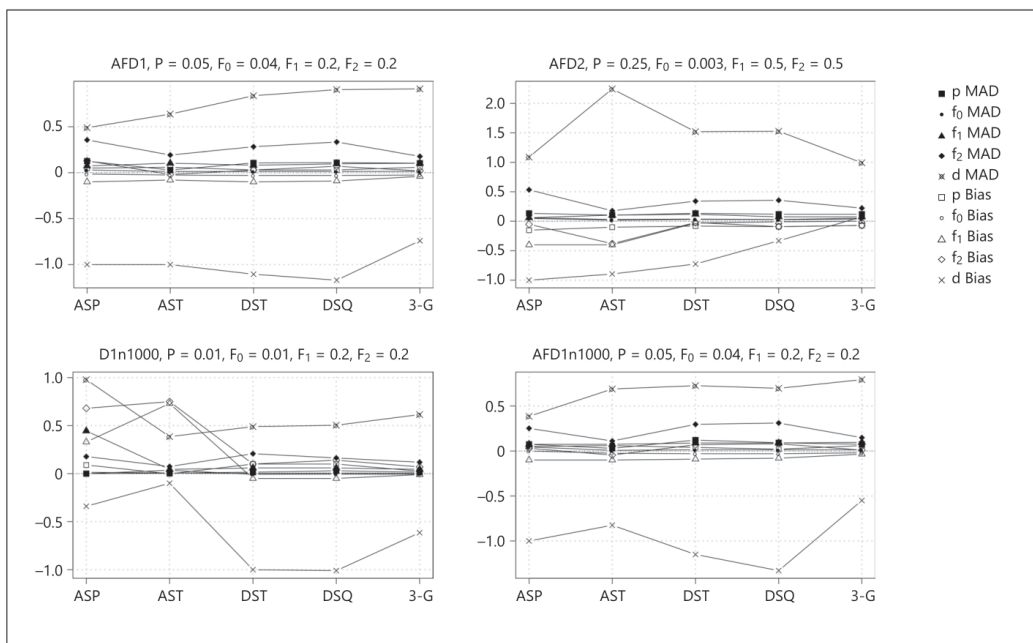 AFD1, P = 0.05, F₀ = 0.04, F₁ = 0.2, F₂ = 0.2
0.5
0
−0.5
−1.0
ASP AST DST DSQ 3-G
AFD2, P = 0.25, F₀ = 0.003, F₁ = 0.5, F₂ = 0.5
2.0
1.5
1.0
0.5
0
−0.5
−1.0
ASP AST DST DSQ 3-G
p MAD
f₀ MAD
f₁ MAD
f₂ MAD
d MAD
p Bias
f₀ Bias
f₁ Bias
f₂ Bias
d Bias
D1n1000, P = 0.01, F₀ = 0.01, F₁ = 0.2, F₂ = 0.2
1.0
0.5
0
−0.5
−1.0
ASP AST DST DSQ 3-G
AFD1n1000, P = 0.05, F₀ = 0.04, F₁ = 0.2, F₂ = 0.2
0.5
0
−0.5
−1.0
ASP AST DST DSQ 3-G